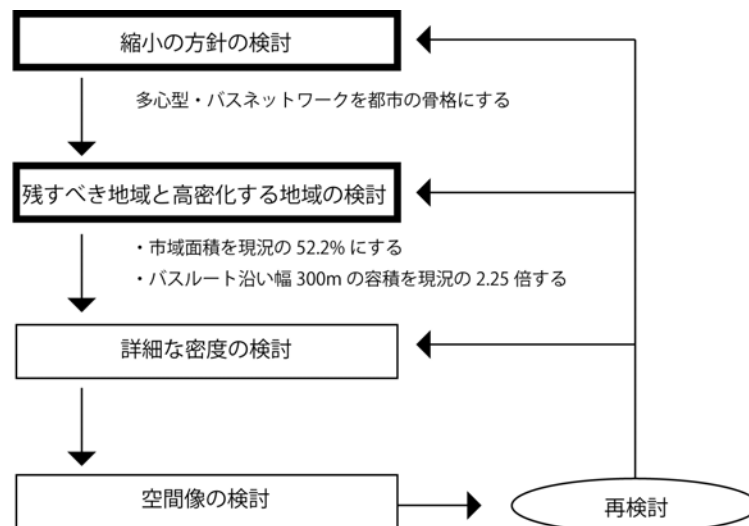 縮小の方針の検討
多心型・バスネットワークを都市の骨格にする
残すべき地域と高密化する地域の検討
・市域面積を現況の 52.2% にする
・バスルート沿い幅 300m の容積を現況の 2.25 倍する
詳細な密度の検討
空間像の検討
再検討